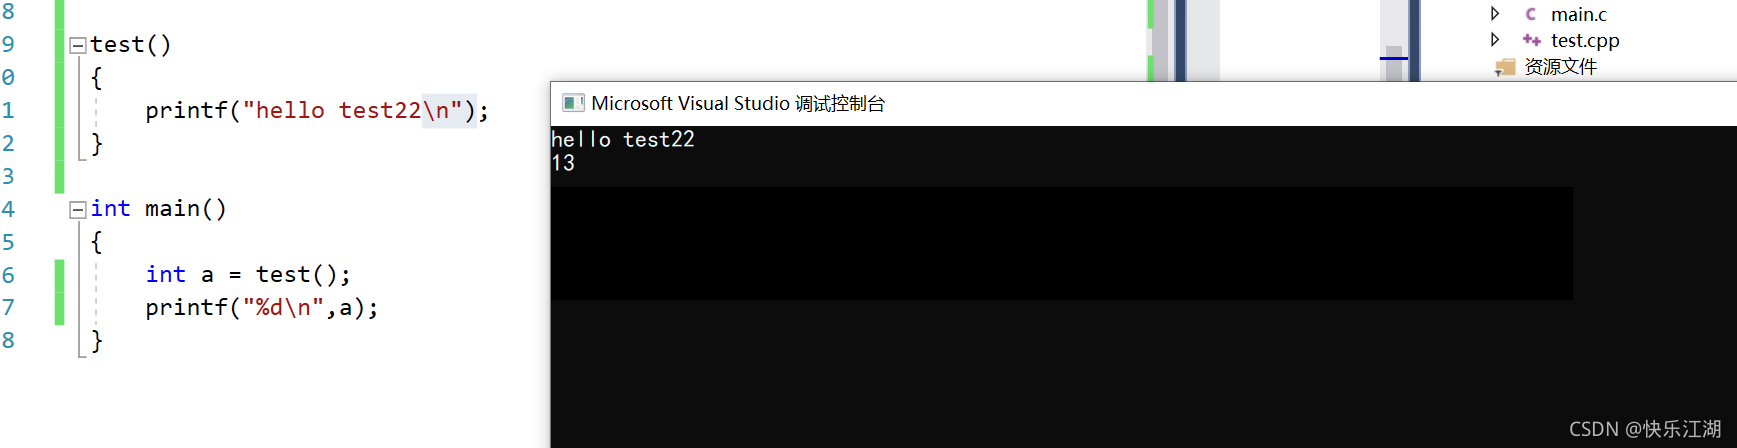 8
9 test()
0 {
1 printf("hello test22\n");
2 }
3
4 int main()
5 {
6 int a = test();
7 printf("%d\n",a);
8 }
main.c
test.cpp
资源文件
Microsoft Visual Studio 调试控制台
hello test22
13
CSDN @快乐江湖